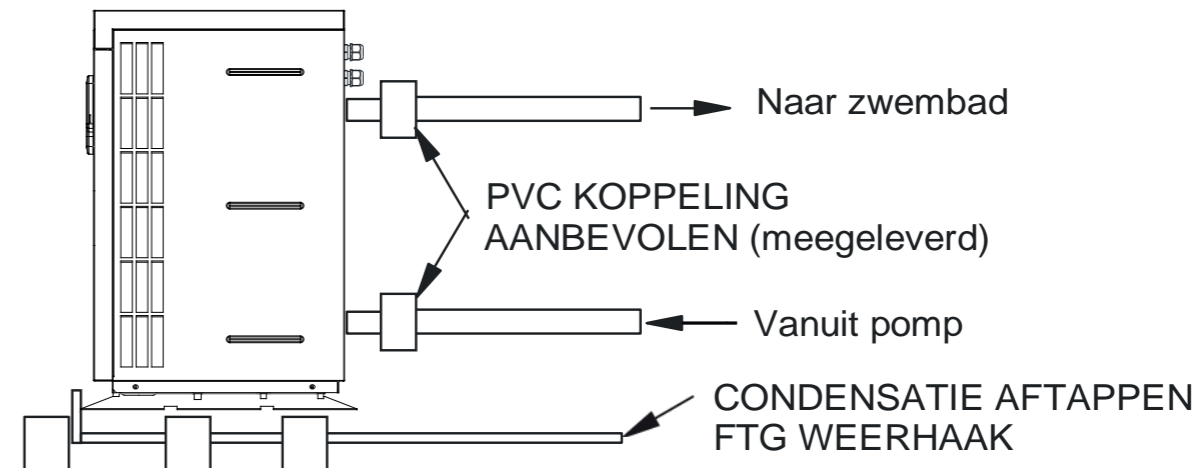 Naar zwembad
PVC KOPPELING
AANBEVOLEN (meegeleverd)
Vanuit pomp
CONDENSATIE AFTAPPEN
FTG WEERHAAK